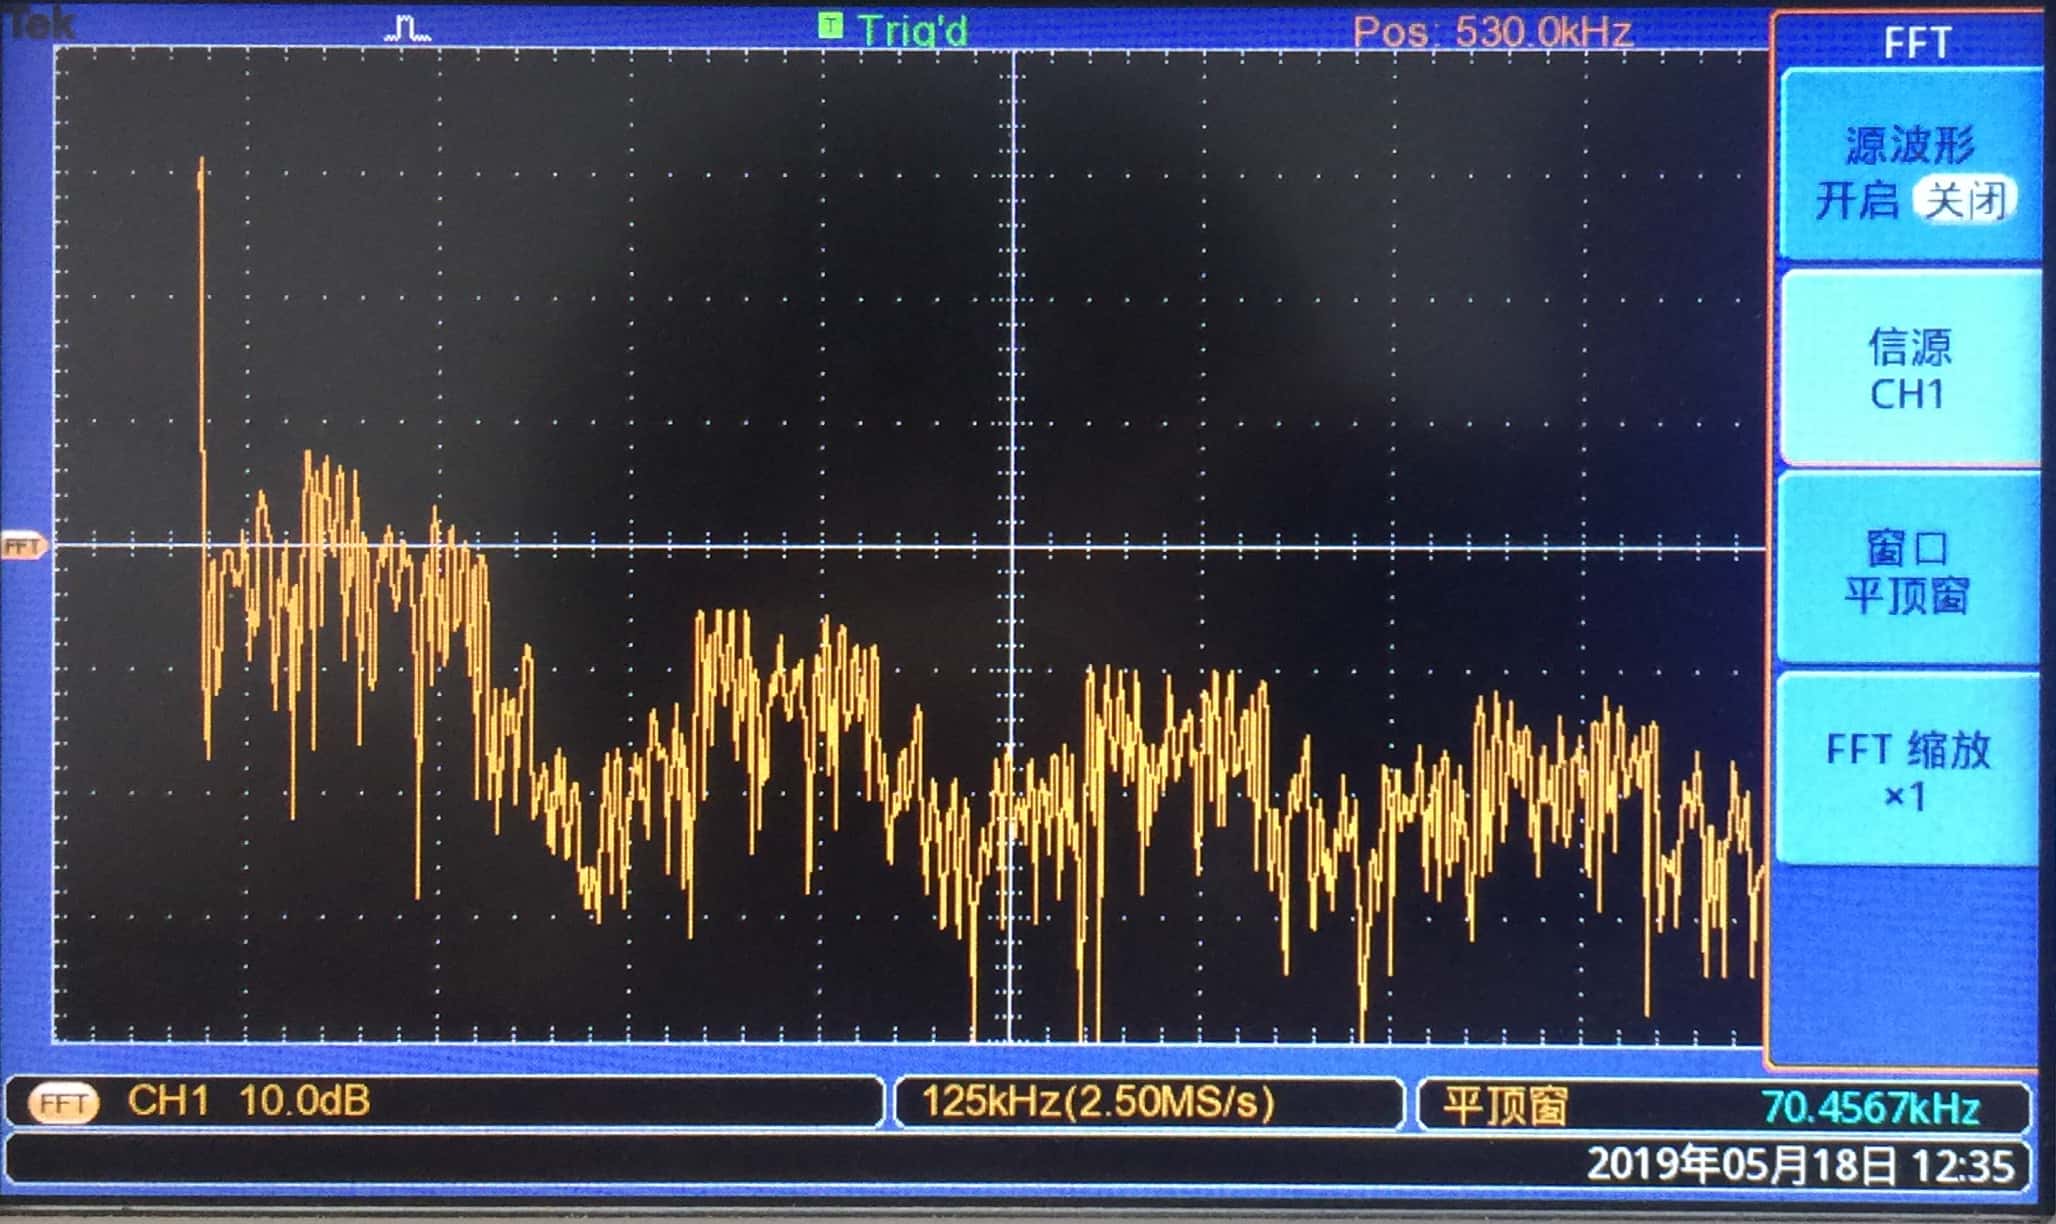 Tek
T Trig'd
Pos: 530.0kHz
FFT
源波形
开启 关闭
信源
CH1
窗口
平顶窗
FFT 缩放
×1
FFT
FFT CH1 10.0dB
125kHz(2.50MS/s)
平顶窗 70.4567kHz
2019年05月18日 12:35